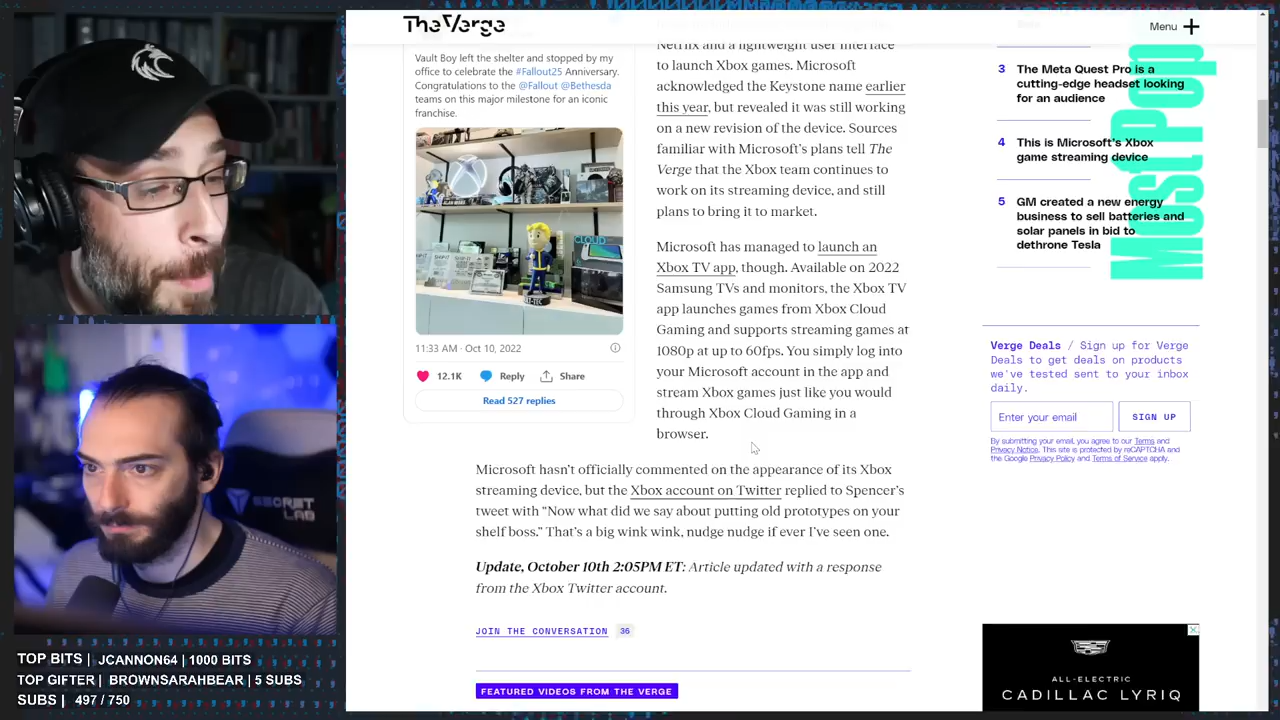 The Verge
Menu
Vault Boy left the shelter and stopped by my
office to celebrate the #Fallout25 Anniversary.
Congratulations to the @Fallout @Bethesda
teams on this major milestone for an iconic
franchise.
11:33 AM · Oct 10, 2022
12.1K Reply Share
Read 527 replies
Netflix and a lightweight user interface
to launch Xbox games. Microsoft
acknowledged the Keystone name earlier
this year, but revealed it was still working
on a new revision of the device. Sources
familiar with Microsoft's plans tell The
Verge that the Xbox team continues to
work on its streaming device, and still
plans to bring it to market.
Microsoft has managed to launch an
Xbox TV app, though. Available on 2022
Samsung TVs and monitors, the Xbox TV
app launches games from Xbox Cloud
Gaming and supports streaming games at
1080p at up to 60fps. You simply log into
your Microsoft account in the app and
stream Xbox games just like you would
through Xbox Cloud Gaming in a
browser.
Microsoft hasn't officially commented on the appearance of its Xbox
streaming device, but the Xbox account on Twitter replied to Spencer's
tweet with “Now what did we say about putting old prototypes on your
shelf boss.” That's a big wink wink, nudge nudge if ever I've seen one.
Update, October 10th 2:05PM ET: Article updated with a response
from the Xbox Twitter account.
JOIN THE CONVERSATION 36
FEATURED VIDEOS FROM THE VERGE
Most Pop
3 The Meta Quest Pro is a
cutting-edge headset looking
for an audience
4 This is Microsoft's Xbox
game streaming device
5 GM created a new energy
business to sell batteries and
solar panels in bid to
dethrone Tesla
Verge Deals / Sign up for Verge
Deals to get deals on products
we've tested sent to your inbox
daily.
Enter your email SIGN UP
By submitting your email, you agree to our Terms and
Privacy Notice. This site is protected by reCAPTCHA and
the Google Privacy Policy and Terms of Service apply.
ALL-ELECTRIC
CADILLAC LYRIQ
SECRET
LAB
TOP BITS | JCANNON64 | 1000 BITS
TOP GIFTER | BROWNSARAHBEAR | 5 SUBS
SUBS | 497 / 750